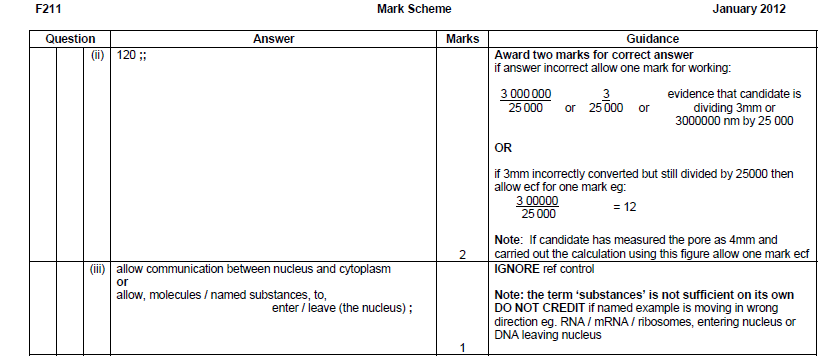 F211 Mark Scheme January 2012
Question Answer Marks Guidance
(ii) 120 ;; Award two marks for correct answer
if answer incorrect allow one mark for working:
3 000 000 3 evidence that candidate is
25 000 or 25 000 or dividing 3mm or
3000000 nm by 25 000
OR
if 3mm incorrectly converted but still divided by 25000 then
allow ecf for one mark eg:
3 00000
25 000 = 12
Note: If candidate has measured the pore as 4mm and
2 carried out the calculation using this figure allow one mark ecf
(iii) allow communication between nucleus and cytoplasm IGNORE ref control
or
allow, molecules / named substances, to, Note: the term ‘substances’ is not sufficient on its own
enter / leave (the nucleus) ; DO NOT CREDIT if named example is moving in wrong
direction eg. RNA / mRNA / ribosomes, entering nucleus or
1 DNA leaving nucleus